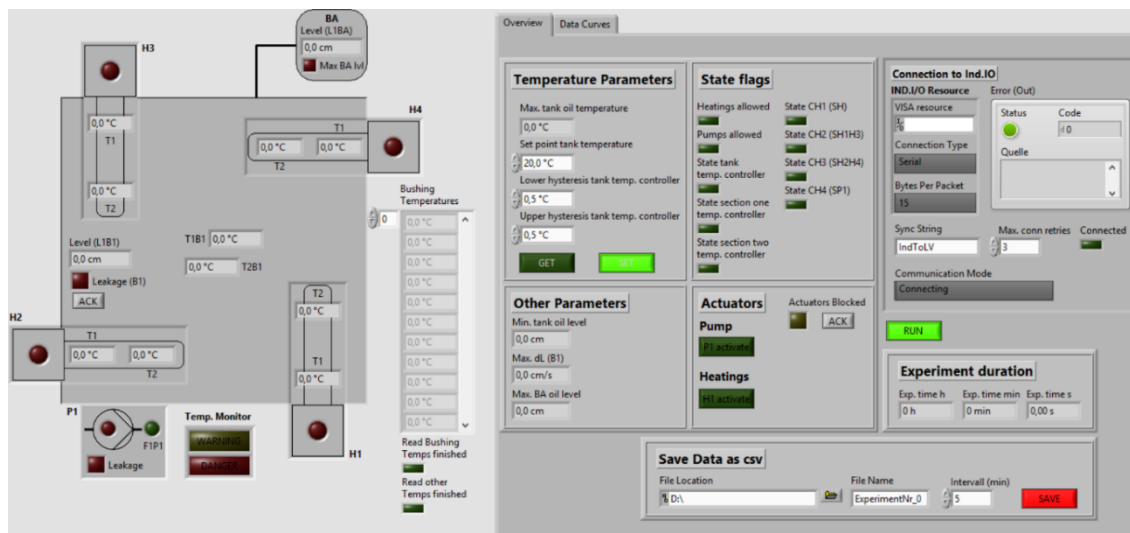 BA
Level (L1BA)
0,0 cm
Max BA lvl
H3
0,0 °C
T1
0,0 °C
T2
H4
T1
0,0 °C 0,0 °C
T2
Level (L1B1)
0,0 cm
Leakage (B1)
ACK
T1B1 0,0 °C
0,0 °C T2B1
H2
T1
0,0 °C 0,0 °C
T2
T2
0,0 °C
T1
0,0 °C
H1
P1
F1P1
Leakage
Temp. Monitor
WARNING
DANGER
Bushing
Temperatures
0
0,0 °C
0,0 °C
0,0 °C
0,0 °C
0,0 °C
0,0 °C
0,0 °C
0,0 °C
0,0 °C
0,0 °C
0,0 °C
Read Bushing
Temps finished
Read other
Temps finished
Overview Data Curves
Temperature Parameters
Max. tank oil temperature
0,0 °C
Set point tank temperature
20,0 °C
Lower hysteresis tank temp. controller
0,5 °C
Upper hysteresis tank temp. controller
0,5 °C
GET SET
State flags
Heatings allowed
Pumps allowed
State tank
temp. controller
State section one
temp. controller
State section two
temp. controller
State CH1 (SH)
State CH2 (SH1H3)
State CH3 (SH2H4)
State CH4 (SP1)
Other Parameters
Min. tank oil level
0,0 cm
Max. dL (B1)
0,0 cm/s
Max. BA oil level
0,0 cm
Actuators
Actuators Blocked
ACK
Pump
P1 activate
Heatings
H1 activate
Connection to Ind.IO
IND.I/O Resource
VISA resource
Connection Type
Serial
Bytes Per Packet
15
Error (Out)
Status Code
d 0
Quelle
Sync String
IndToLV
Max. conn retries
3
Connected
Communication Mode
Connecting
RUN
Experiment duration
Exp. time h Exp. time min Exp. time s
0 h 0 min 0,00 s
Save Data as csv
File Location File Name Intervall (min)
D:\ ExperimentNr_0 5 SAVE